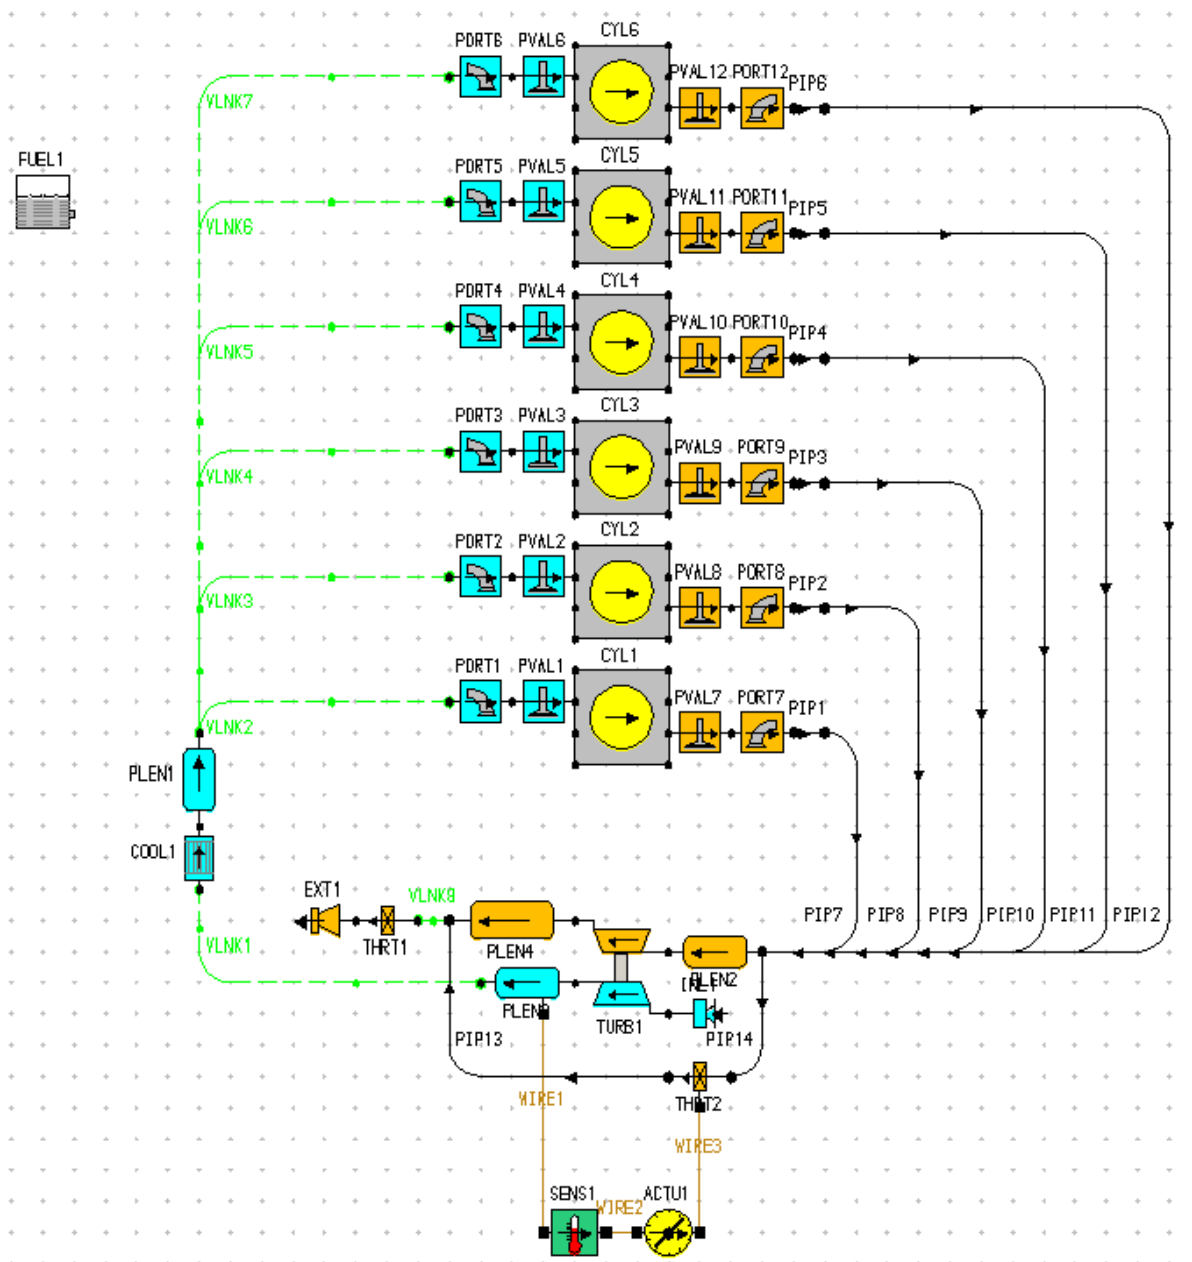 CYL6
PORT6 PVAL6
PVAL12 PORT12 PIP6
VLNK7
FUEL1
CYL5
PORT5 PVAL5
PVAL11 PORT11 PIP5
VLNK6
CYL4
PORT4 PVAL4
PVAL10 PORT10 PIP4
VLNK5
CYL3
PORT3 PVAL3
PVAL9 PORT9 PIP3
VLNK4
CYL2
PORT2 PVAL2
PVAL8 PORT8 PIP2
VLNK3
CYL1
PORT1 PVAL1
PVAL7 PORT7 PIP1
VLNK2
PLEN1
COOL1
EXT1
VLNK9
PIP7 PIP8 PIP9 PIP10 PIP11 PIP12
THRT1
PLEN4
VLNK1
PLEN2
TURB1
PIP13
PIP14
WIRE1
THRT2
WIRE3
SENS1
ACTU1
WIRE2